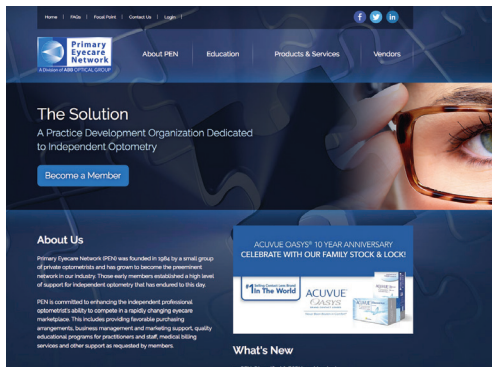 Home | FAQs | Focal Point | Contact Us | Login |
Primary
Eyecare
Network
A Division of ABB OPTICAL GROUP
About PEN Education Products & Services Vendors
The Solution
A Practice Development Organization Dedicated
to Independent Optometry
Become a Member
About Us
Primary Eyecare Network (PEN) was founded in 1984 by a small group
of private optometrists and has grown to become the preeminent
network in our industry. Those early members established a high level
of support for independent optometry that has endured to this day.
PEN is committed to enhancing the independent professional
optometrist's ability to compete in a rapidly changing eyecare
marketplace. This includes providing favorable purchasing
arrangements, business management and marketing support, quality
educational programs for practitioners and staff, medical billing
services and other support as requested by members.
ACUVUE OASYS® 10 YEAR ANNIVERSARY
CELEBRATE WITH OUR FAMILY STOCK & LOCK!
#1 Selling Contact Lens Brand
In The World
ACUVUE
OASYS
What's New